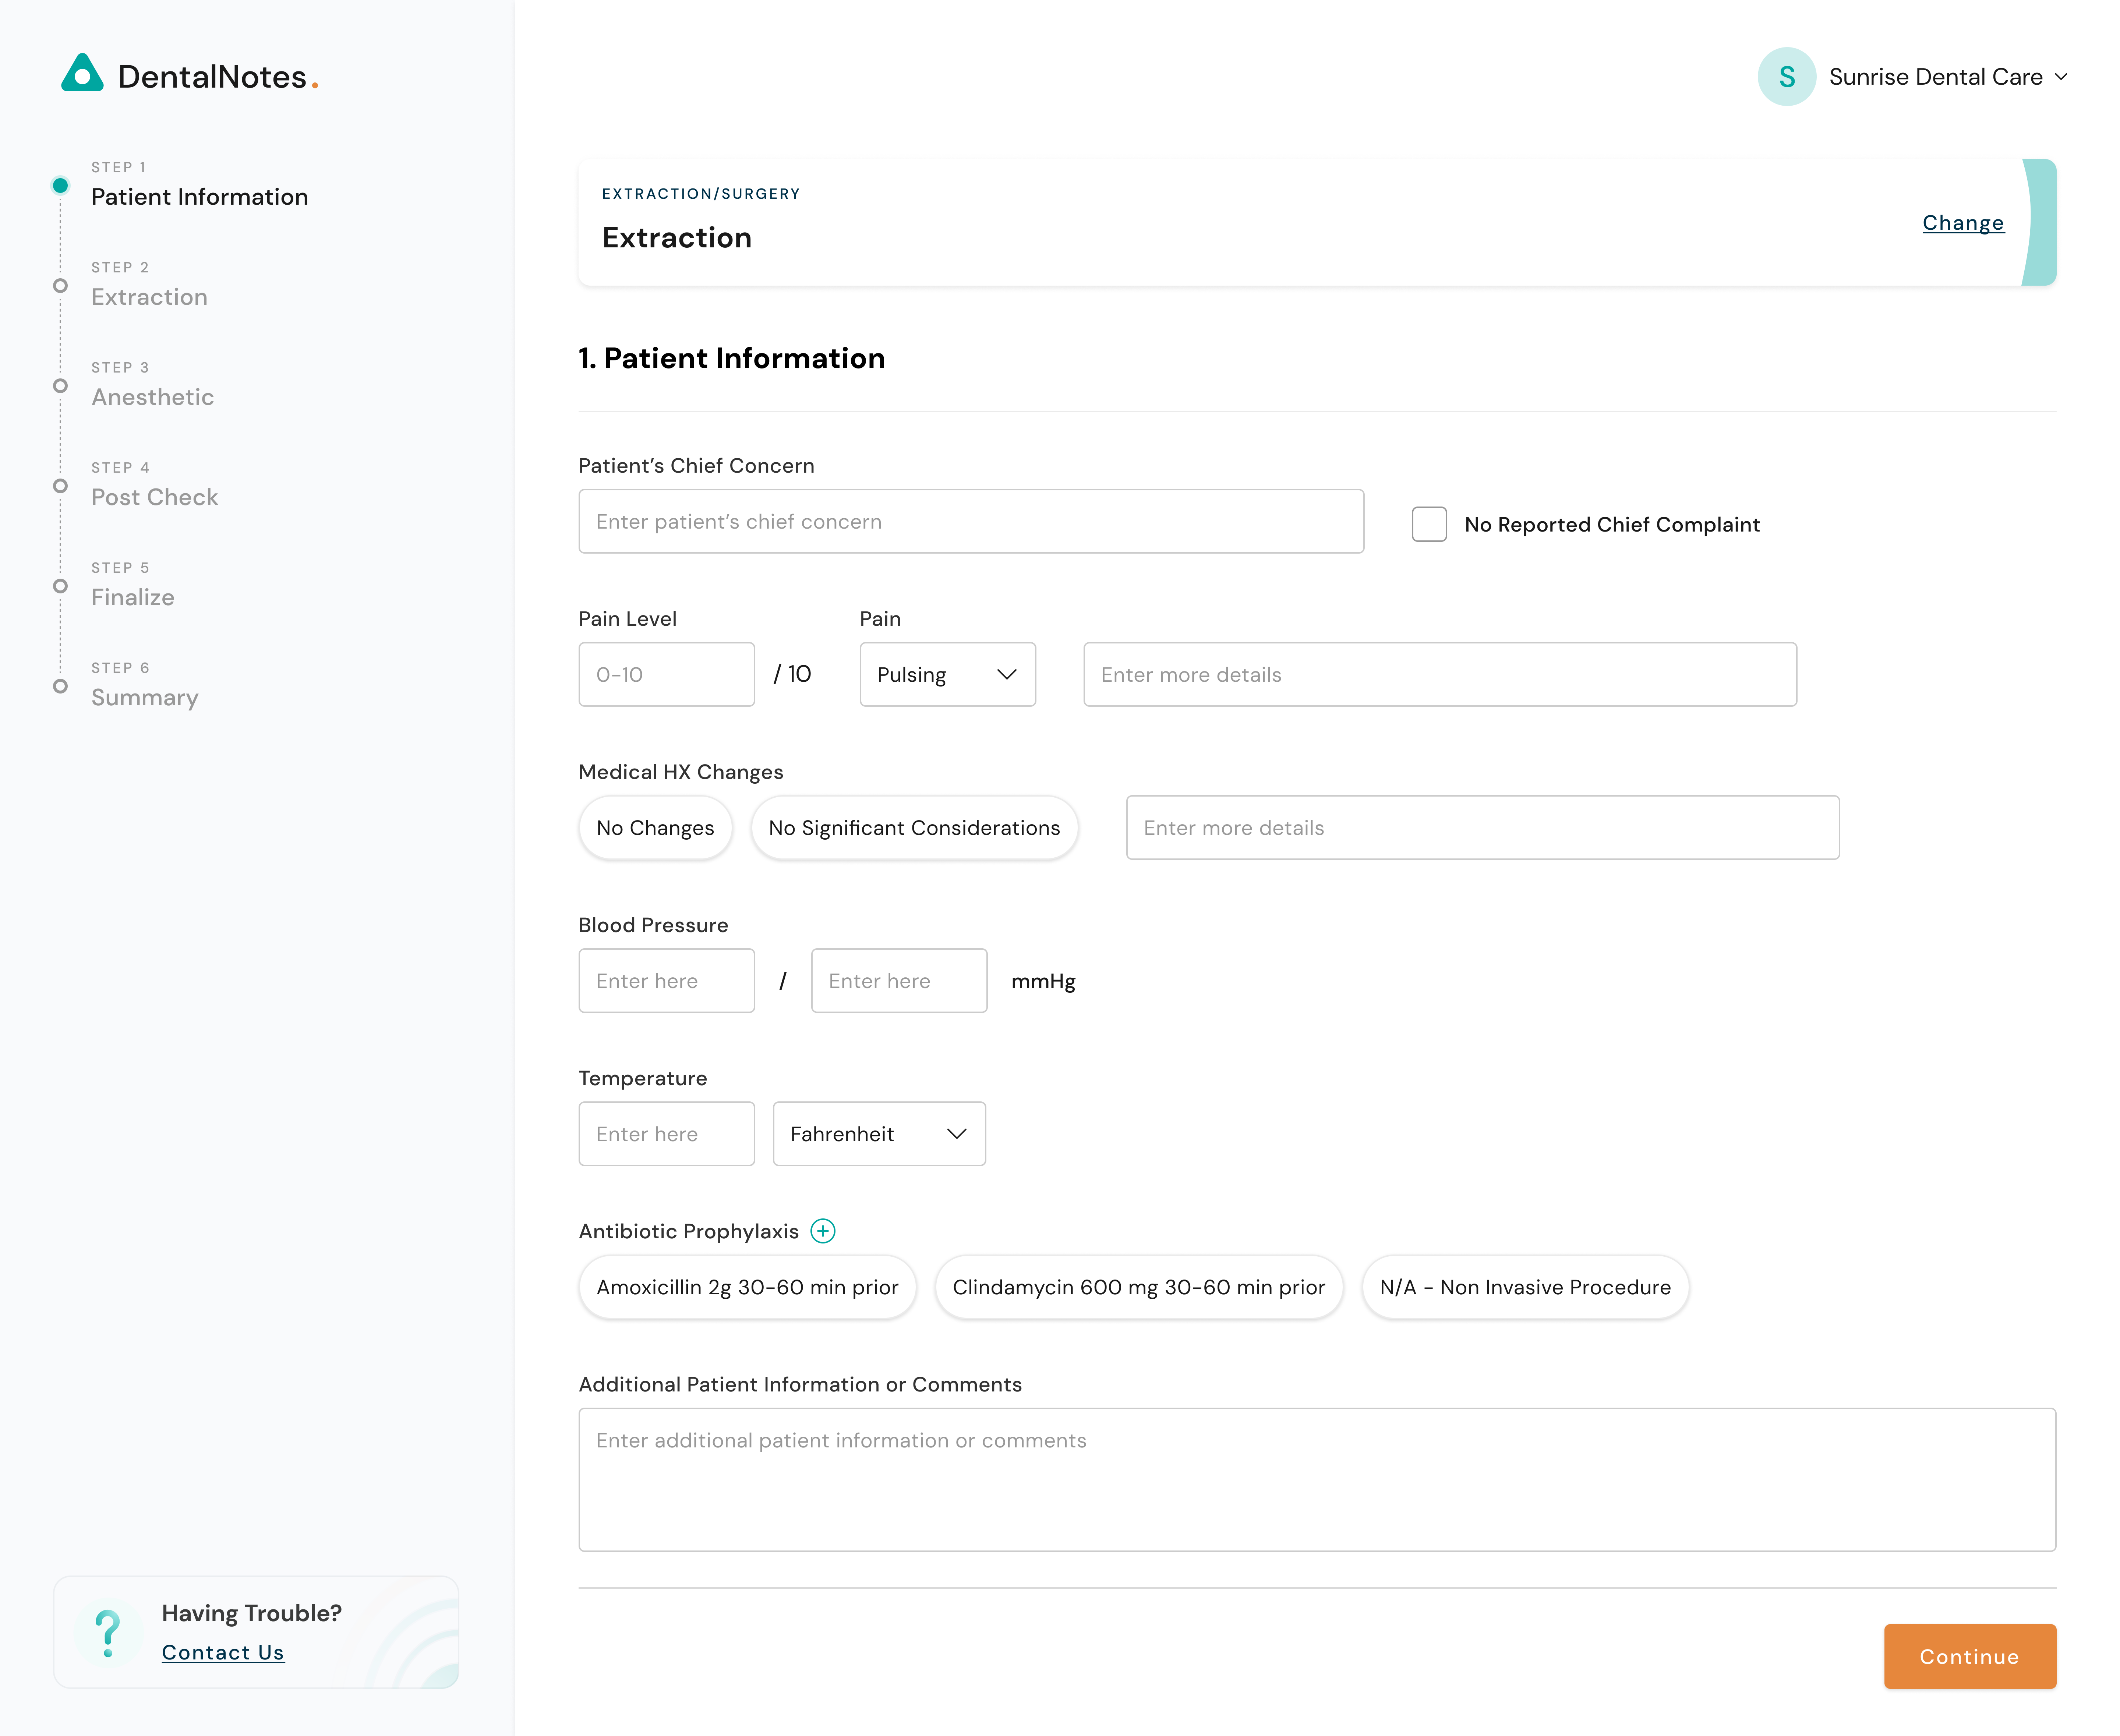 DentalNotes.
S
Sunrise Dental Care
STEP 1
Patient Information
STEP 2
Extraction
STEP 3
Anesthetic
STEP 4
Post Check
STEP 5
Finalize
STEP 6
Summary
?
Having Trouble?
Contact Us
EXTRACTION/SURGERY
Extraction
Change
1. Patient Information
Patient’s Chief Concern
Enter patient’s chief concern
No Reported Chief Complaint
Pain Level
Pain
0-10
/ 10
Pulsing
Enter more details
Medical HX Changes
No Changes
No Significant Considerations
Enter more details
Blood Pressure
Enter here
/
Enter here
mmHg
Temperature
Enter here
Fahrenheit
Antibiotic Prophylaxis
Amoxicillin 2g 30-60 min prior
Clindamycin 600 mg 30-60 min prior
N/A - Non Invasive Procedure
Additional Patient Information or Comments
Enter additional patient information or comments
Continue